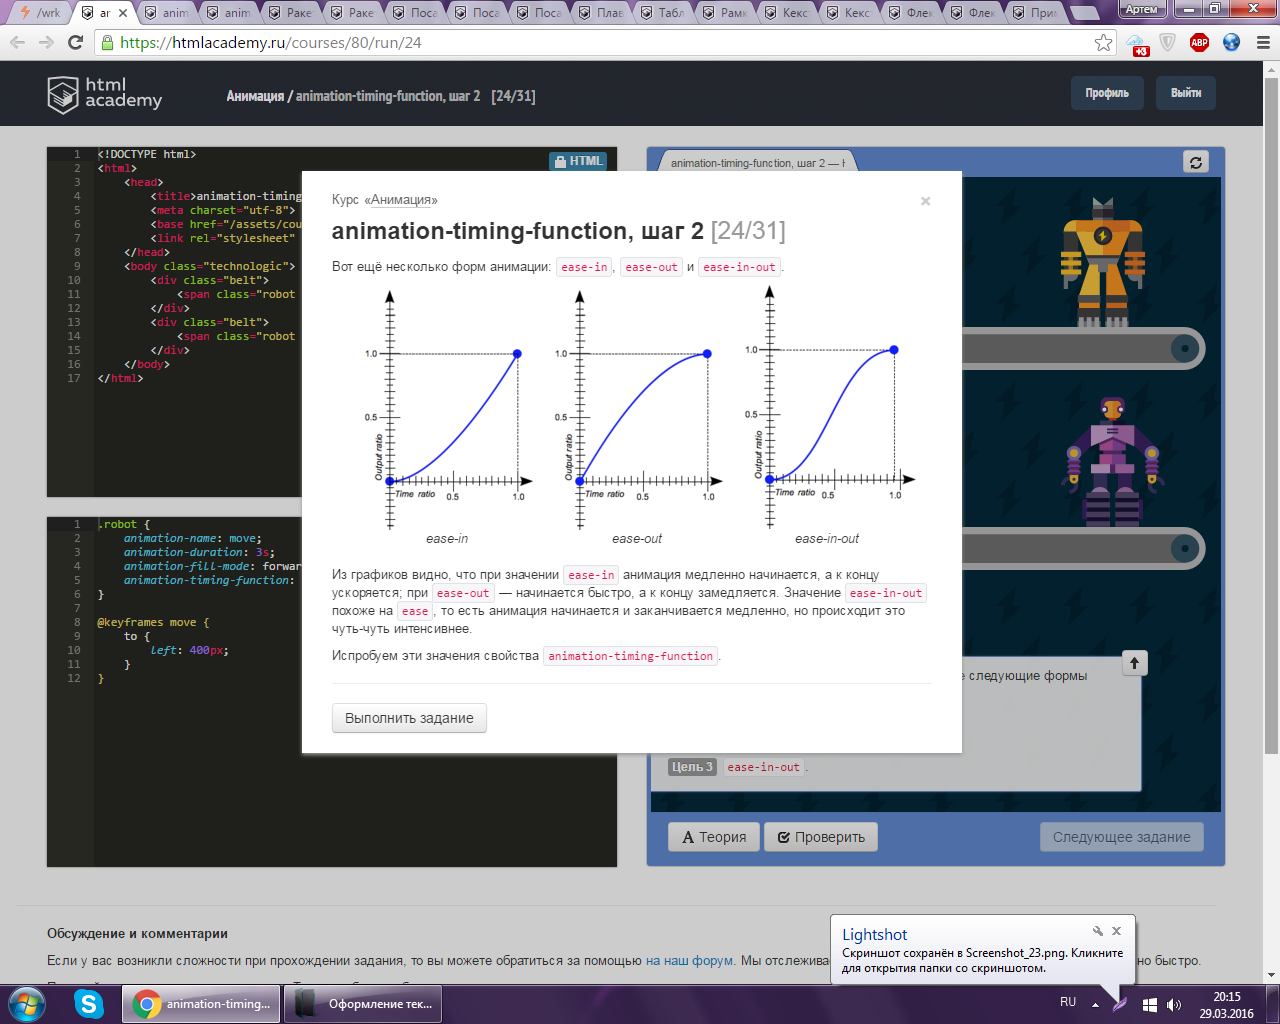 /wrk
ar
anim
anim
Раке
Раке
Поса
Поса
Поса
Плав
Табл
Рамк
Кекс
Кекс
Флек
Флек
При
Артем
https://htmlacademy.ru/courses/80/run/24
+3
ABP
html
academy
Анимация / animation-timing-function, шаг 2 [24/31]
Профиль
Выйти
1 <!DOCTYPE html>
2 <html>
3 <head>
4 <title>animation-timing
5 <meta charset="utf-8">
6 <base href="/assets/cou
7 <link rel="stylesheet"
8 </head>
9 <body class="technologic">
10 <div class="belt">
11 <span class="robot
12 </div>
13 <div class="belt">
14 <span class="robot
15 </div>
16 </body>
17 </html>
HTML
animation-timing-function, шаг 2 —
Курс «Анимация»
×
animation-timing-function, шаг 2 [24/31]
Вот ещё несколько форм анимации: ease-in, ease-out и ease-in-out.
1.0
0.5
Output ratio
Time ratio
0.5
1.0
ease-in
1.0
0.5
Output ratio
Time ratio
0.5
1.0
ease-out
1.0
0.5
Output ratio
Time ratio
0.5
1.0
ease-in-out
Из графиков видно, что при значении ease-in анимация медленно начинается, а к концу
ускоряется; при ease-out — начинается быстро, а к концу замедляется. Значение ease-in-out
похоже на ease, то есть анимация начинается и заканчивается медленно, но происходит это
чуть-чуть интенсивнее.
Испробуем эти значения свойства animation-timing-function.
Выполнить задание
1 .robot {
2 animation-name: move;
3 animation-duration: 3s;
4 animation-fill-mode: forwar
5 animation-timing-function:
6 }
7
8 @keyframes move {
9 to {
10 left: 400px;
11 }
12 }
е следующие формы
Цель 3 ease-in-out.
Теория
Проверить
Следующее задание
Обсуждение и комментарии
Если у вас возникли сложности при прохождении задания, то вы можете обратиться за помощью на наш форум. Мы отслежива
но быстро.
Lightshot
Скриншот сохранён в Screenshot_23.png. Кликните
для открытия папки со скриншотом.
animation-timing...
Оформление тек...
RU
20:15
29.03.2016